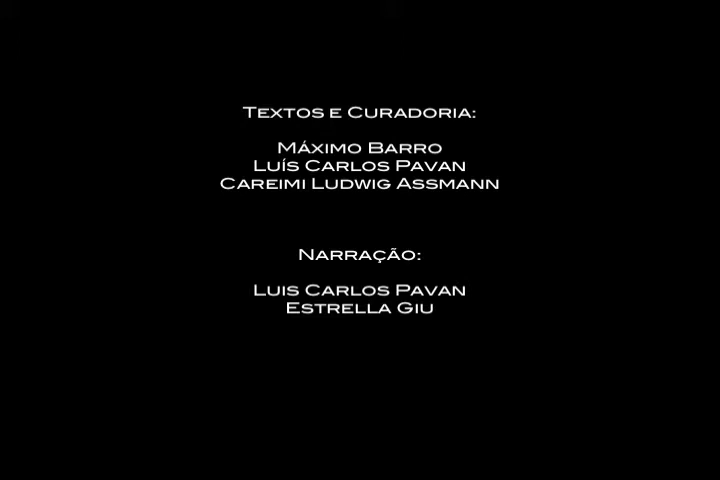 Textos e Curadoria:
Máximo Barro
Luís Carlos Pavan
Careimi Ludwig Assmann
Narração:
Luis Carlos Pavan
Estrella Giu